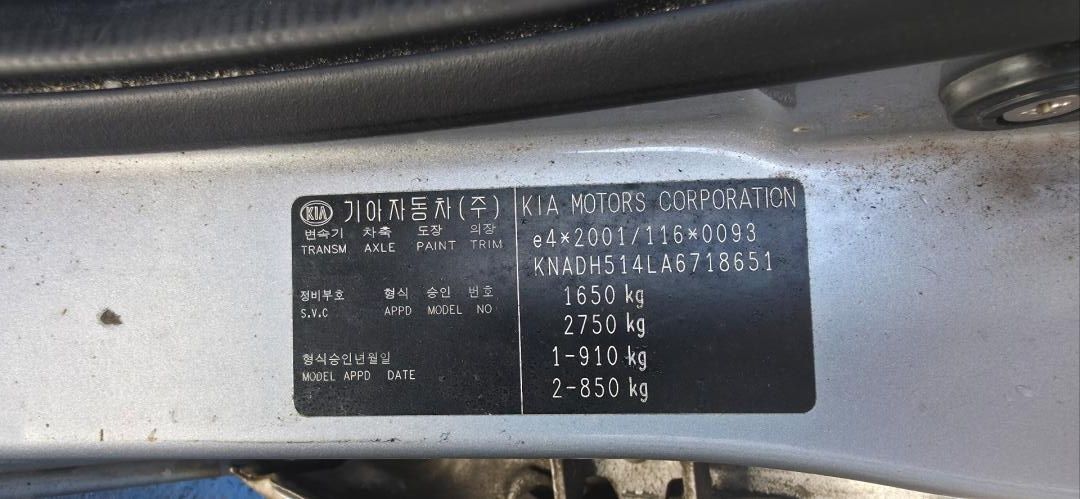 KIA 기아자동차(주)
변속기 차축 도장 의장
TRANSM AXLE PAINT TRIM
정비부호 형식 승인 번호
S.V.C APPD MODEL NO
형식승인년월일
MODEL APPD DATE
KIA MOTORS CORPORATION
e4*2001/116*0093
KNADH514LA6718651
1650 kg
2750 kg
1-910 kg
2-850 kg